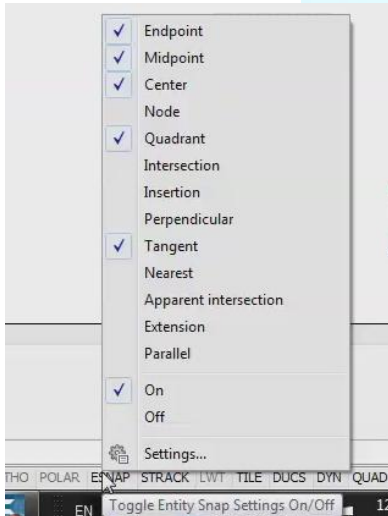 Endpoint
Midpoint
Center
Node
Quadrant
Intersection
Insertion
Perpendicular
Tangent
Nearest
Apparent intersection
Extension
Parallel
On
Off
Settings...
THO POLAR ESNAP STRACK LWT TILE DUCS DYN QUAD
EN Toggle Entity Snap Settings On/Off 12